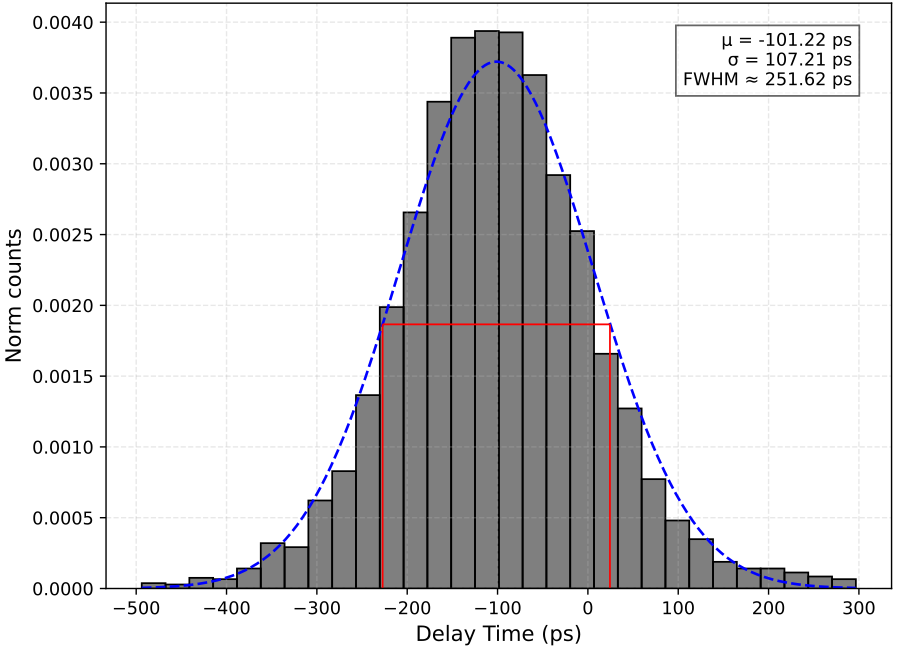 0.0040
0.0035
0.0030
0.0025
0.0020
0.0015
0.0010
0.0005
0.0000
Norm counts
μ = -101.22 ps
σ = 107.21 ps
FWHM ≈ 251.62 ps
−500 −400 −300 −200 −100 0 100 200 300
Delay Time (ps)